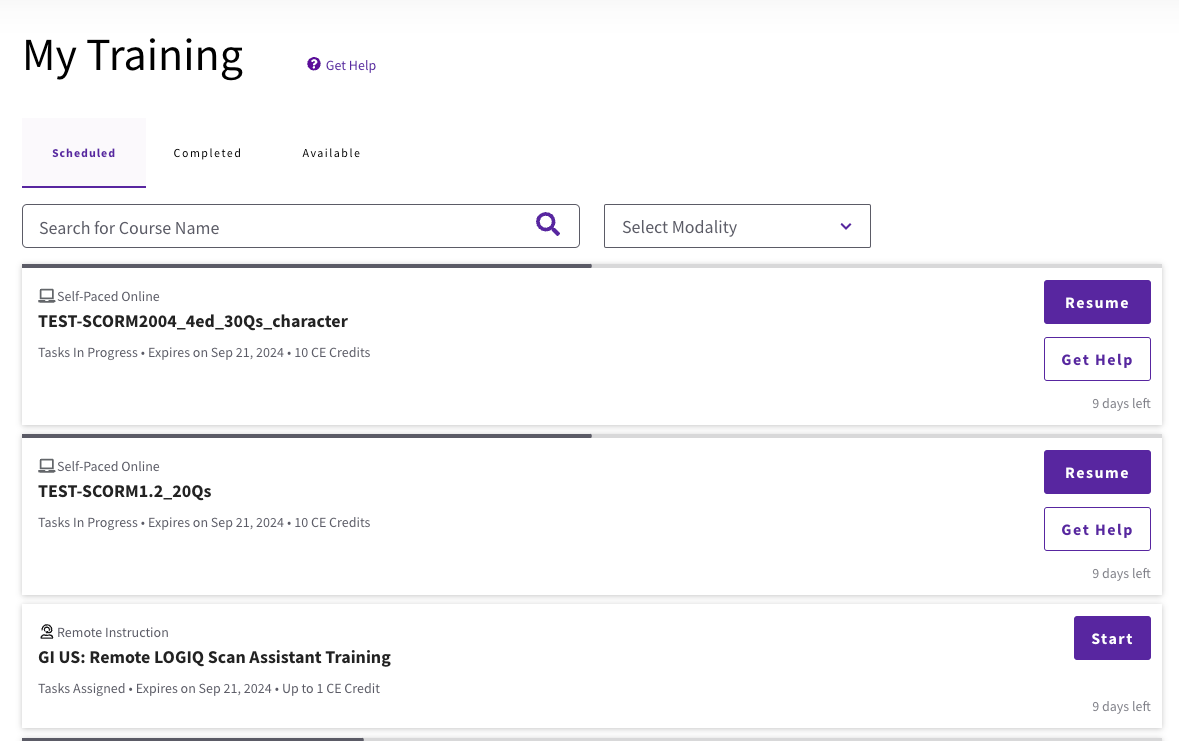 My Training
Get Help
Scheduled Completed Available
Search for Course Name
Select Modality
Self-Paced Online
TEST-SCORM2004_4ed_30Qs_character
Tasks In Progress • Expires on Sep 21, 2024 • 10 CE Credits
Resume
Get Help
9 days left
Self-Paced Online
TEST-SCORM1.2_20Qs
Tasks In Progress • Expires on Sep 21, 2024 • 10 CE Credits
Resume
Get Help
9 days left
Remote Instruction
GI US: Remote LOGIQ Scan Assistant Training
Tasks Assigned • Expires on Sep 21, 2024 • Up to 1 CE Credit
Start
9 days left